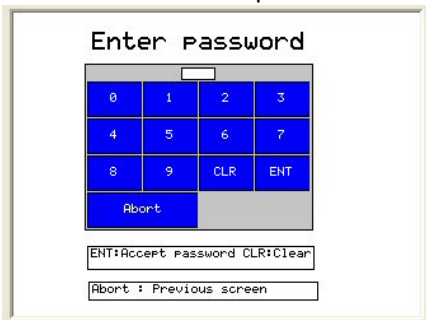 Enter password
0 1 2 3
4 5 6 7
8 9 CLR ENT
Abort
ENT:Accept password CLR:Clear
Abort : Previous screen